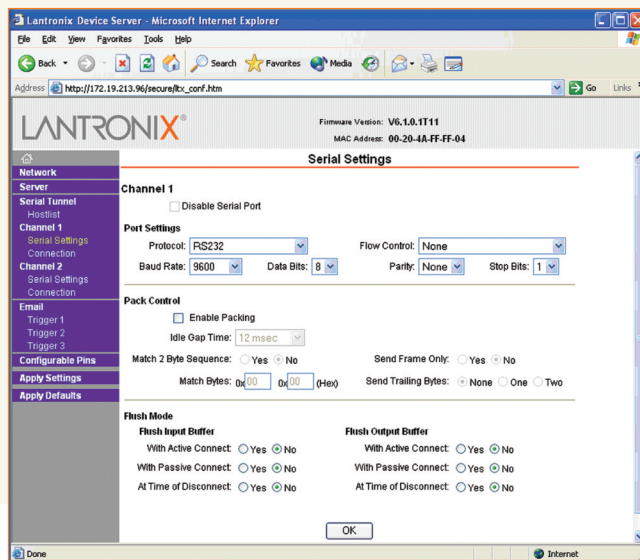 Lantronix Device Server - Microsoft Internet Explorer
File Edit View Favorites Tools Help
Back Search Favorites Media
Address http://172.19.213.96/secure/ltx_conf.htm Go Links
LANTRONIX®
Firmware Version: V6.1.0.1T11
MAC Address: 00-20-4A-FF-FF-04
Serial Settings
Network
Server
Serial Tunnel
Hostlist
Channel 1
Serial Settings
Connection
Channel 2
Serial Settings
Connection
Email
Trigger 1
Trigger 2
Trigger 3
Configurable Pins
Apply Settings
Apply Defaults
Channel 1
Disable Serial Port
Port Settings
Protocol: RS232 Flow Control: None
Baud Rate: 9600 Data Bits: 8 Parity: None Stop Bits: 1
Pack Control
Enable Packing
Idle Gap Time: 12 msec
Match 2 Byte Sequence: Yes No Send Frame Only: Yes No
Match Bytes: 0x00 0x00 (Hex) Send Trailing Bytes: None One Two
Flush Mode
Flush Input Buffer Flush Output Buffer
With Active Connect: Yes No With Active Connect: Yes No
With Passive Connect: Yes No With Passive Connect: Yes No
At Time of Disconnect: Yes No At Time of Disconnect: Yes No
OK
Done Internet